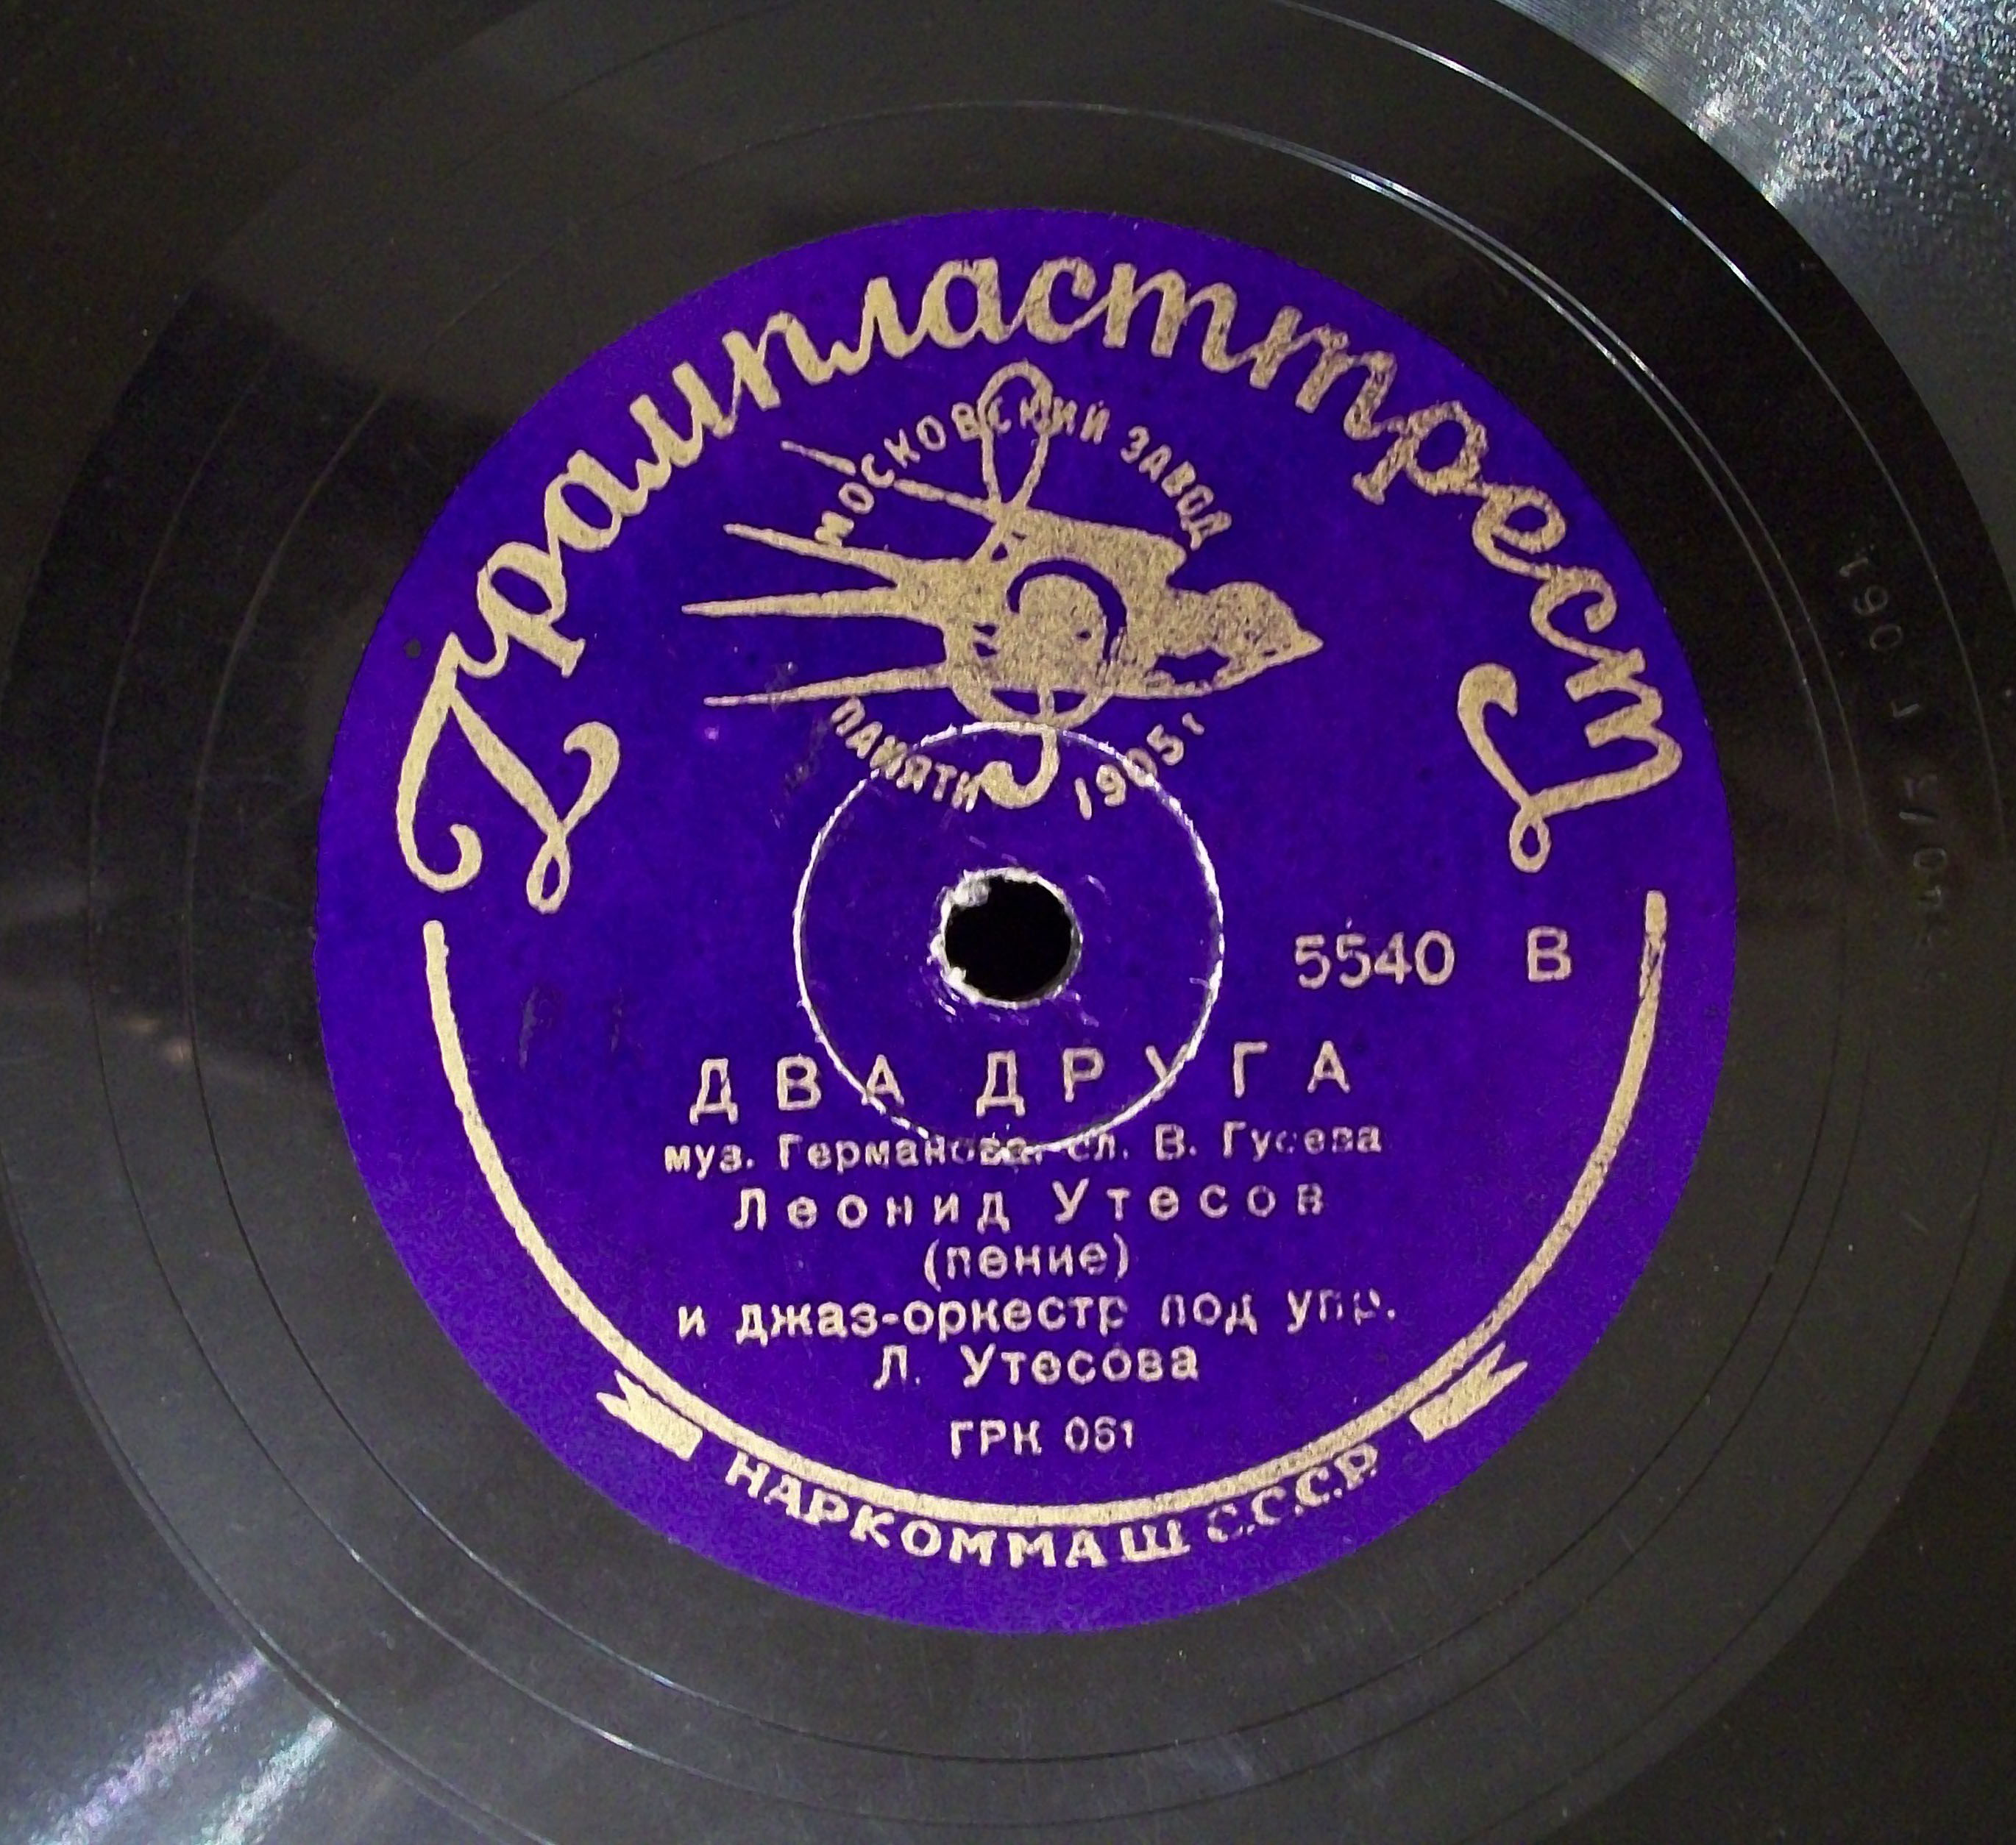 Грампласттрест
МОСКОВСКИЙ ЗАВОД
ПАМЯТИ 1905 г
5540 В
ДВА ДРУГА
муз. Германова. сл. В. Гусева
Леонид Утесов
(пение)
и джаз-оркестр под упр.
Л. Утесова
ГРК 061
НАРКОММАШ С.С.С.Р.